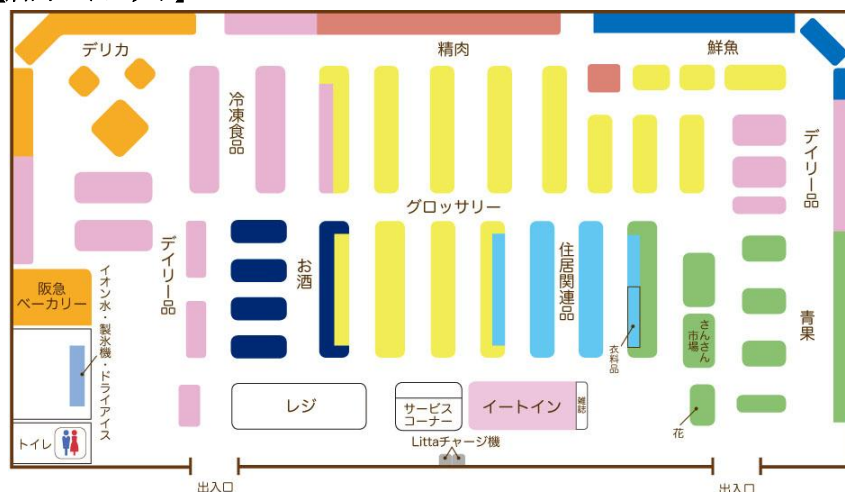 デリカ
精肉
鮮魚
冷凍食品
デイリー品
グロッサリー
デイリー品
お酒
住居関連品
青果
阪急
ベーカリー
イオン水・製氷機・ドライアイス
さんさん
市場
衣料品
レジ
サービス
コーナー
イートイン
雑誌
花
トイレ
Littaチャージ機
出入口
出入口